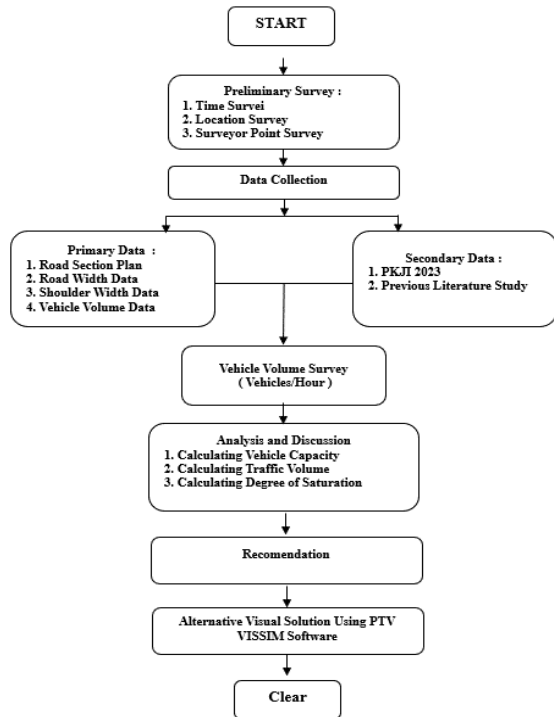 START
Preliminary Survey :
1. Time Survei
2. Location Survey
3. Surveyor Point Survey
Data Collection
Primary Data :
1. Road Section Plan
2. Road Width Data
3. Shoulder Width Data
4. Vehicle Volume Data
Secondary Data :
1. PKJI 2023
2. Previous Literature Study
Vehicle Volume Survey
( Vehicles/Hour )
Analysis and Discussion
1. Calculating Vehicle Capacity
2. Calculating Traffic Volume
3. Calculating Degree of Saturation
Recomendation
Alternative Visual Solution Using PTV
VISSIM Software
Clear